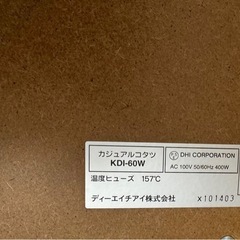 カジュアルコタツ
KDI-60W
DHI CORPORATION
AC 100V 50/60Hz 400W
温度ヒューズ 157℃
ディーエイチアイ株式会社
x101403